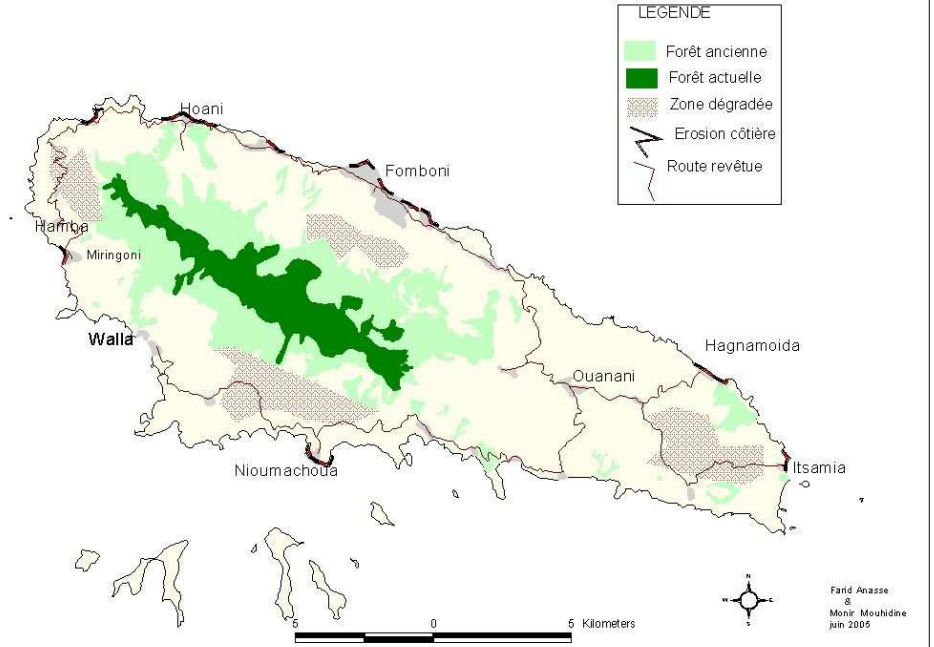 LEGENDE
Forêt ancienne
Forêt actuelle
Zone dégradée
Erosion côtière
Route revêtue
Hoani
Fomboni
Hamba
Miringoni
Walla
Hagnamoida
Ouanani
Nioumachoua
Itsamia
N
W
E
S
5 0 5 Kilometers
Farid Anasse
&
Monir Mouhidine
juin 2005